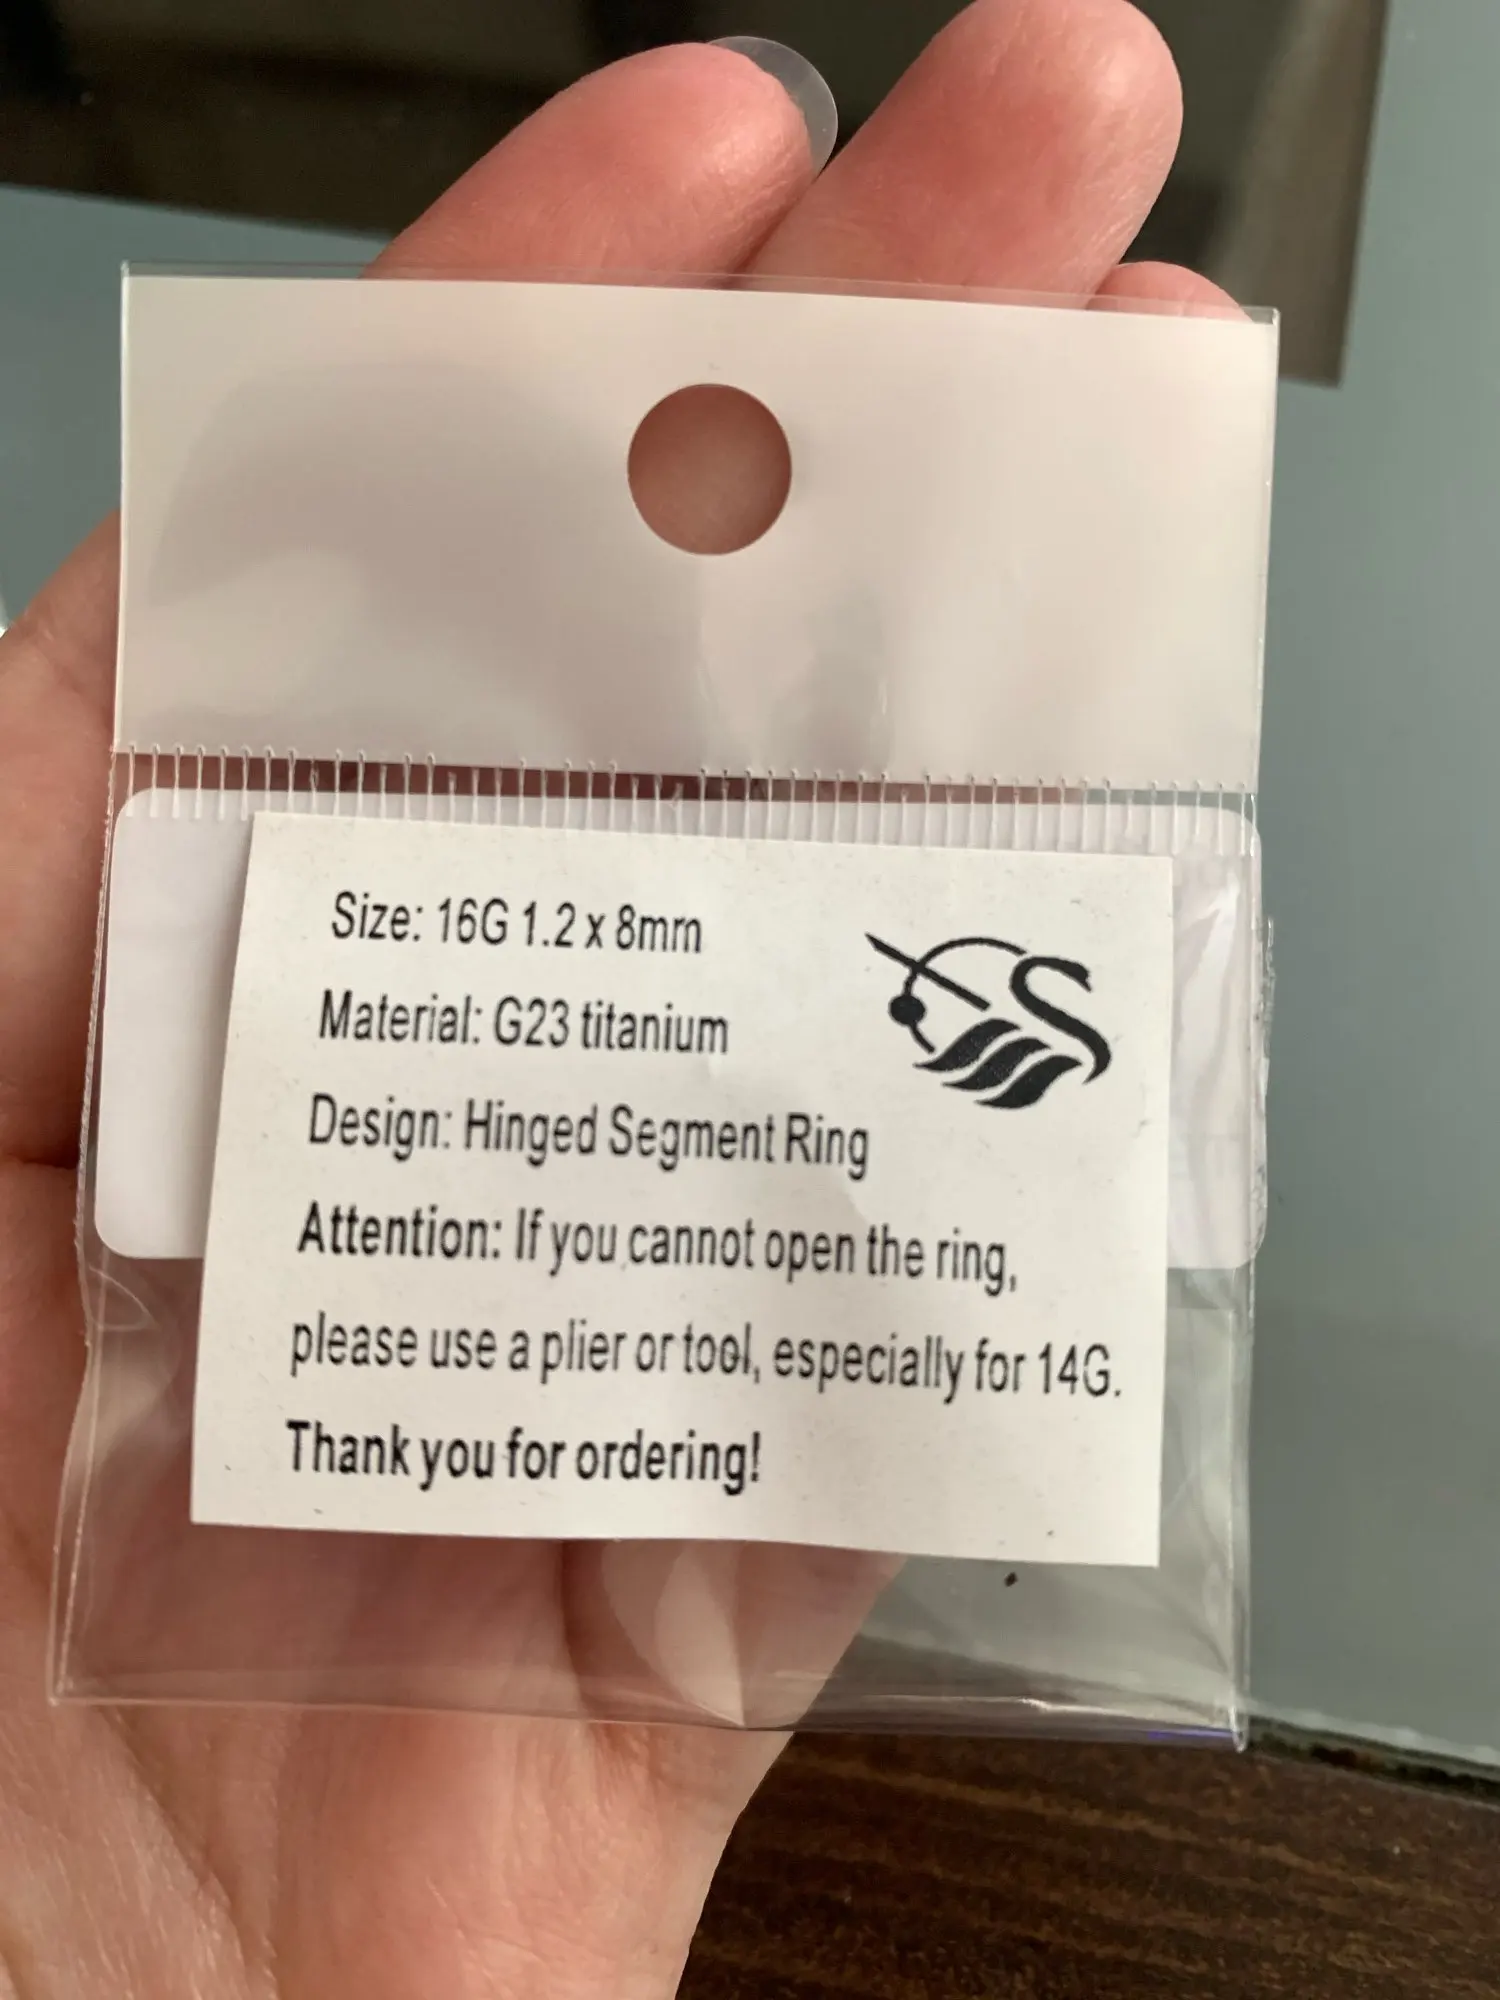 Size: 16G 1.2 x 8mm
Material: G23 titanium
Design: Hinged Segment Ring
Attention: If you cannot open the ring,
please use a plier or tool, especially for 14G.
Thank you for ordering!